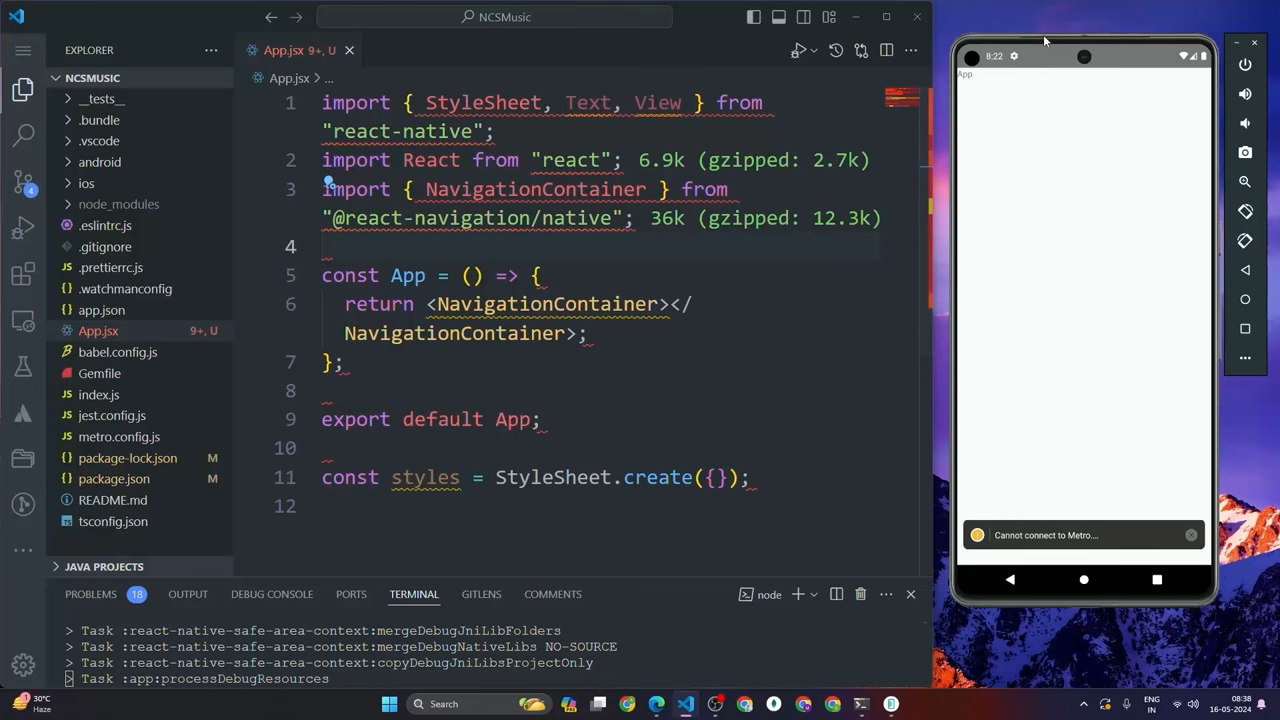 NCSMusic
EXPLORER
App.jsx 9+, U
NCSMUSIC
App.jsx > ...
__tests__
.bundle
.vscode
android
ios
node_modules
.eslintrc.js
.gitignore
.prettierrc.js
.watchmanconfig
app.json
App.jsx 9+, U
babel.config.js
Gemfile
index.js
jest.config.js
metro.config.js
package-lock.json M
package.json M
README.md
tsconfig.json
JAVA PROJECTS
4
1 import { StyleSheet, Text, View } from
"react-native";
2 import React from "react"; 6.9k (gzipped: 2.7k)
3 import { NavigationContainer } from
"@react-navigation/native"; 36k (gzipped: 12.3k)
4
5 const App = () => {
6 return <NavigationContainer></
NavigationContainer>;
7 };
8
9 export default App;
10
11 const styles = StyleSheet.create({});
12
PROBLEMS 18 OUTPUT DEBUG CONSOLE PORTS TERMINAL GITLENS COMMENTS node
> Task :react-native-safe-area-context:mergeDebugJniLibFolders
> Task :react-native-safe-area-context:mergeDebugNativeLibs NO-SOURCE
> Task :react-native-safe-area-context:copyDebugJniLibsProjectOnly
> Task :app:processDebugResources
8:22
App
Cannot connect to Metro....
30°C
Haze
Search
ENG
IN
08:38
16-05-2024